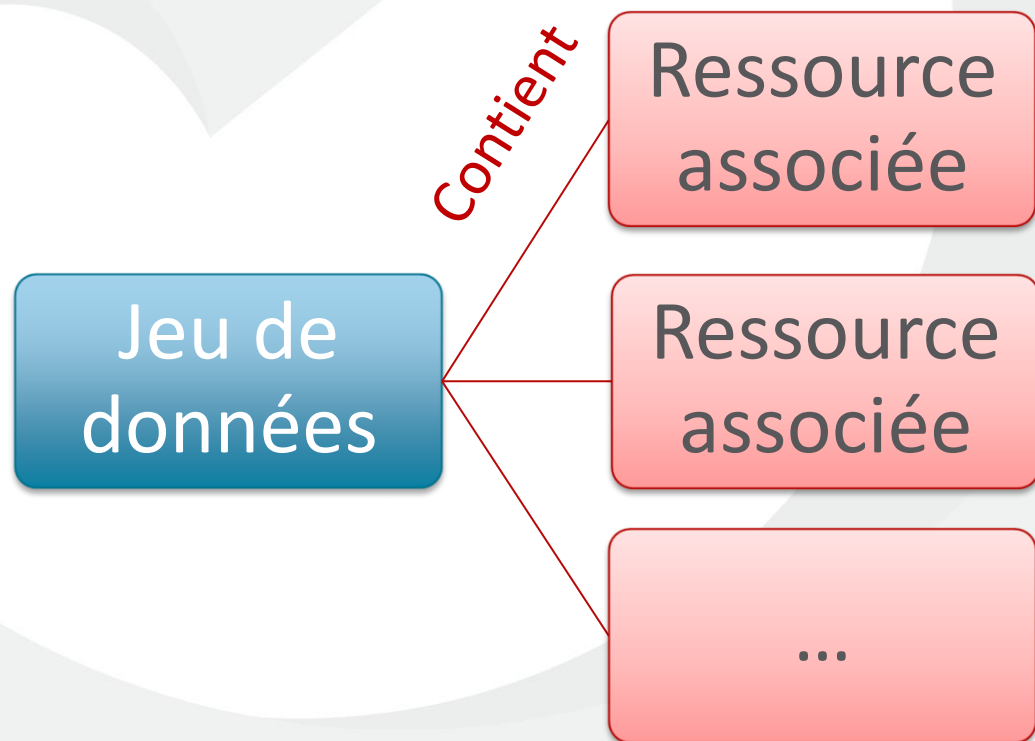 Contient
Ressource
associée
Jeu de
données
Ressource
associée
...